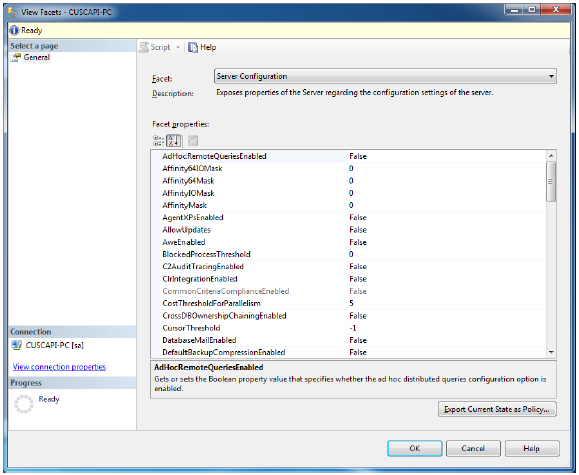 View Facets - CUSCAPI-PC
Ready
Select a page
General
Script
Help
Facet: Server Configuration
Description: Exposes properties of the Server regarding the configuration settings of the server.
Facet properties:
AdHocRemoteQueriesEnabled False
Affinity64IOMask 0
Affinity64Mask 0
AffinityIOMask 0
AffinityMask 0
AgentXPsEnabled False
AllowUpdates False
AweEnabled False
BlockedProcessThreshold 0
C2AuditTracingEnabled False
ClrIntegrationEnabled False
CommonCriteriaComplianceEnabled False
CostThresholdForParallelism 5
CrossDBOwnershipChainingEnabled False
CursorThreshold -1
DatabaseMailEnabled False
DefaultBackupCompressionEnabled False
Connection
CUSCAPI-PC [sa]
View connection properties
Progress
Ready
AdHocRemoteQueriesEnabled
Gets or sets the Boolean property value that specifies whether the ad hoc distributed queries configuration option is
enabled.
Export Current State as Policy...
OK
Cancel
Help